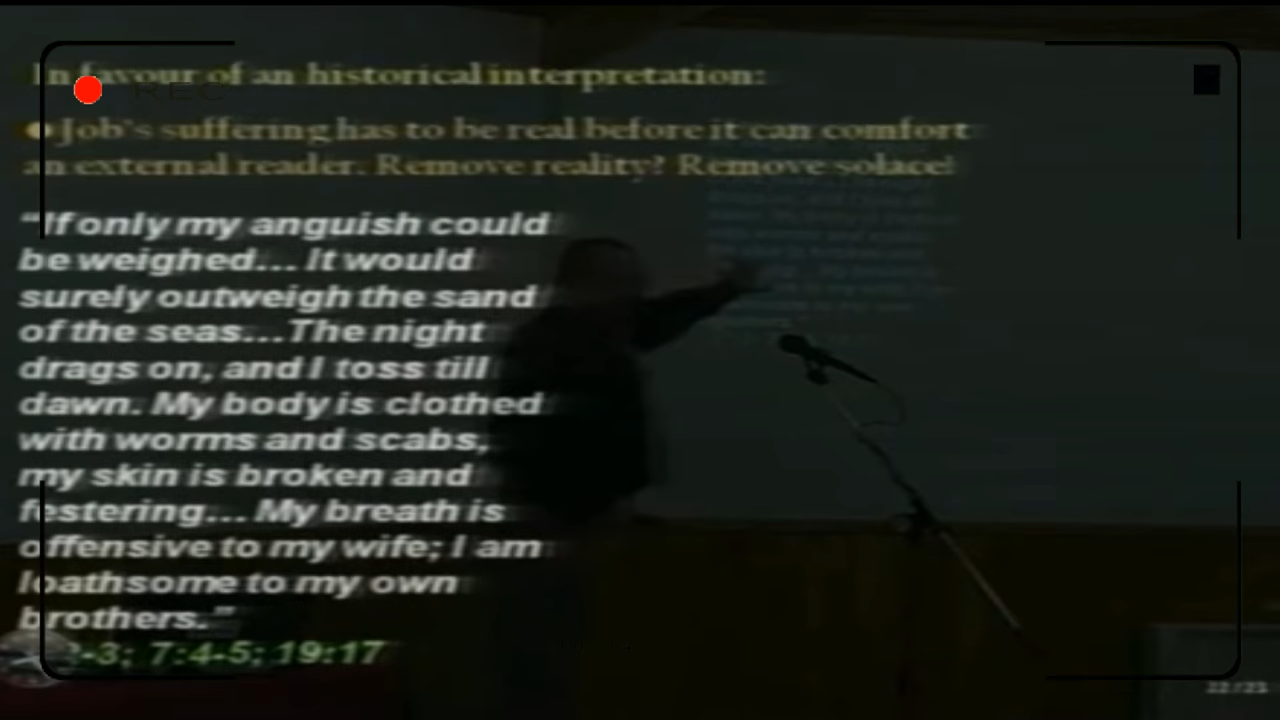 In favour of an historical interpretation:
REC
●Job's suffering has to be real before it can comfort
an external reader. Remove reality? Remove solace!
“If only my anguish could
be weighed... It would
surely outweigh the sand
of the seas...The night
drags on, and I toss till
dawn. My body is clothed
with worms and scabs,
my skin is broken and
festering... My breath is
offensive to my wife; I am
loathsome to my own
brothers.”
-3; 7:4-5; 19:17
22/23